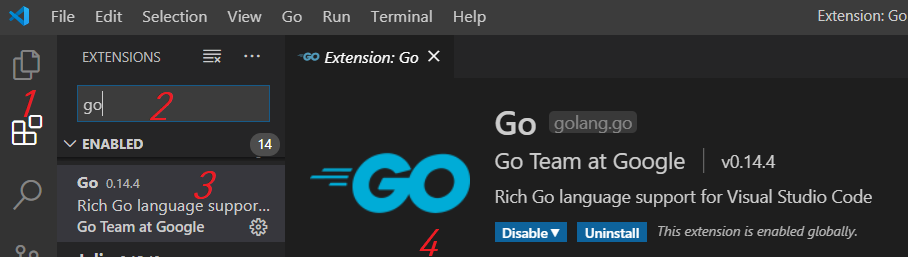 File Edit Selection View Go Run Terminal Help Extension: Go
EXTENSIONS
1
go 2
ENABLED 14
Go 0.14.4 3
Rich Go language suppor...
Go Team at Google
Extension: Go
GO
4
Go golang.go
Go Team at Google v0.14.4
Rich Go language support for Visual Studio Code
Disable Uninstall This extension is enabled globally.